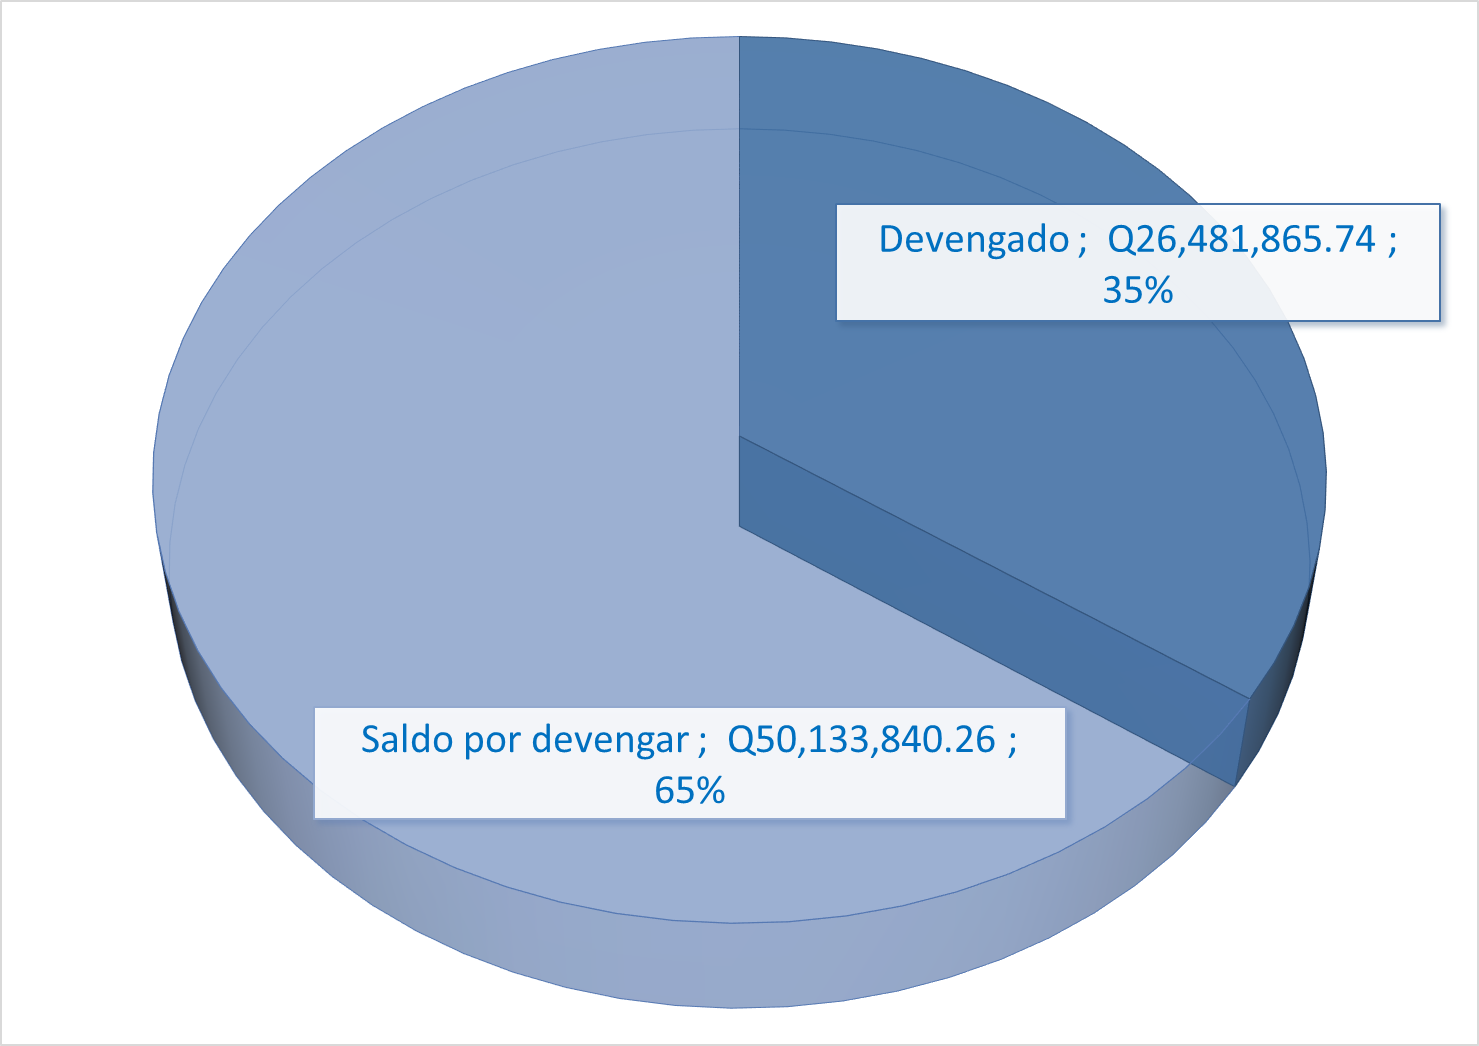 Devengado ;  Q26,481,865.74 ;
35%
Saldo por devengar ;  Q50,133,840.26 ;
65%